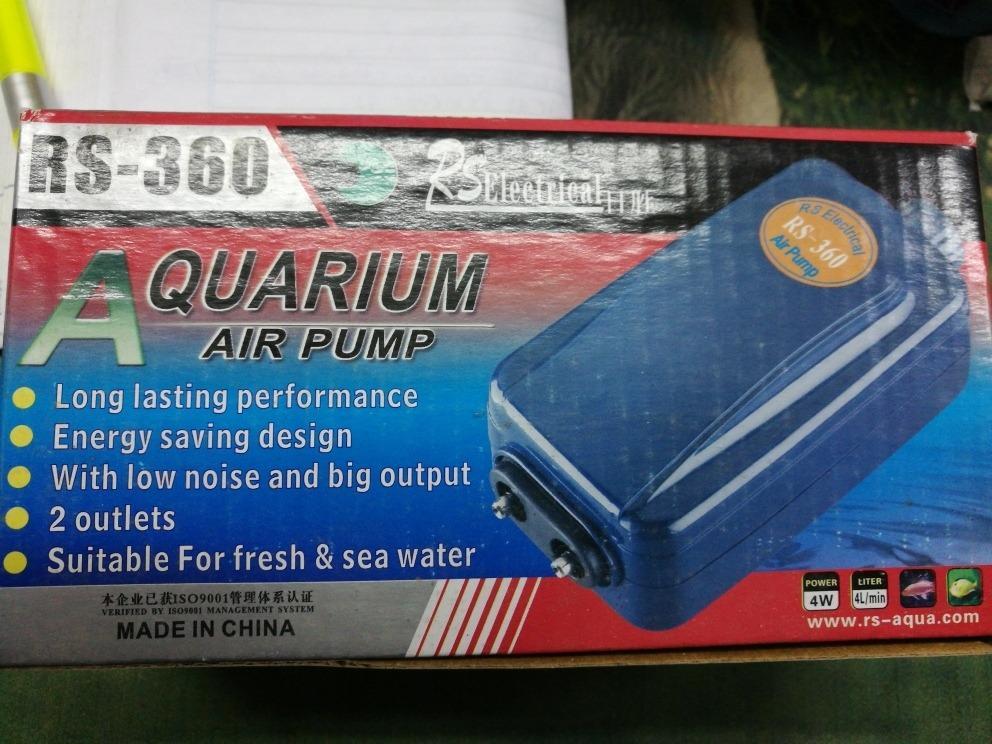 RS-360
RS Electrical
AQUARIUM
AIR PUMP
RS Electrical
RS-360
Air Pump
Long lasting performance
Energy saving design
With low noise and big output
2 outlets
Suitable For fresh & sea water
本企业已获ISO9001管理体系认证
VERIFIED BY ISO9001 MANAGEMENT SYSTEM
MADE IN CHINA
POWER
4W
LITER
4L/min
www.rs-aqua.com